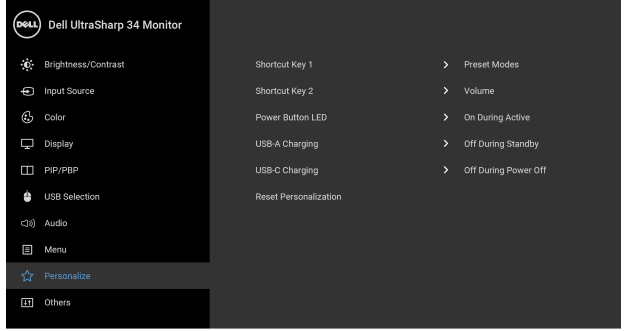 DELL Dell UltraSharp 34 Monitor
Brightness/Contrast
Input Source
Color
Display
PIP/PBP
USB Selection
Audio
Menu
Personalize
Others
Shortcut Key 1 > Preset Modes
Shortcut Key 2 > Volume
Power Button LED > On During Active
USB-A Charging > Off During Standby
USB-C Charging > Off During Power Off
Reset Personalization